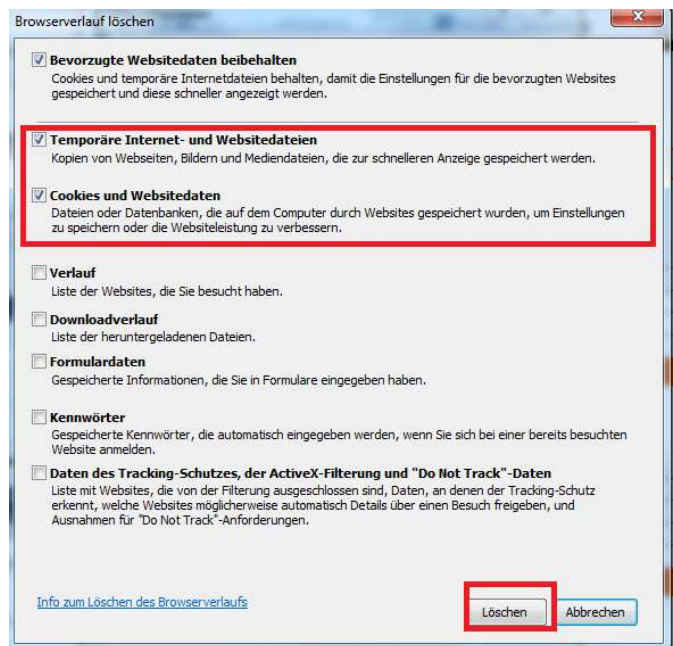 Browserverlauf löschen
Bevorzugte Websitedaten beibehalten
Cookies und temporäre Internetdateien behalten, damit die Einstellungen für die bevorzugten Websites
gespeichert und diese schneller angezeigt werden.
Temporäre Internet- und Websitedateien
Kopien von Webseiten, Bildern und Mediendateien, die zur schnelleren Anzeige gespeichert werden.
Cookies und Websitedaten
Dateien oder Datenbanken, die auf dem Computer durch Websites gespeichert wurden, um Einstellungen
zu speichern oder die Websiteleistung zu verbessern.
Verlauf
Liste der Websites, die Sie besucht haben.
Downloadverlauf
Liste der heruntergeladenen Dateien.
Formulardaten
Gespeicherte Informationen, die Sie in Formulare eingegeben haben.
Kennwörter
Gespeicherte Kennwörter, die automatisch eingegeben werden, wenn Sie sich bei einer bereits besuchten
Website anmelden.
Daten des Tracking-Schutzes, der ActiveX-Filterung und "Do Not Track"-Daten
Liste mit Websites, die von der Filterung ausgeschlossen sind, Daten, an denen der Tracking-Schutz
erkennt, welche Websites möglicherweise automatisch Details über einen Besuch freigeben, und
Ausnahmen für "Do Not Track"-Anforderungen.
Info zum Löschen des Browserverlaufs
Löschen
Abbrechen